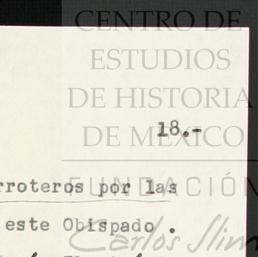 CENTRO DE
ESTUDIOS
DE HISTORIA
DE MÉXICO
18.-
rroteros por las
FUNDACIÓN
este Obispado.
Carlos Slim